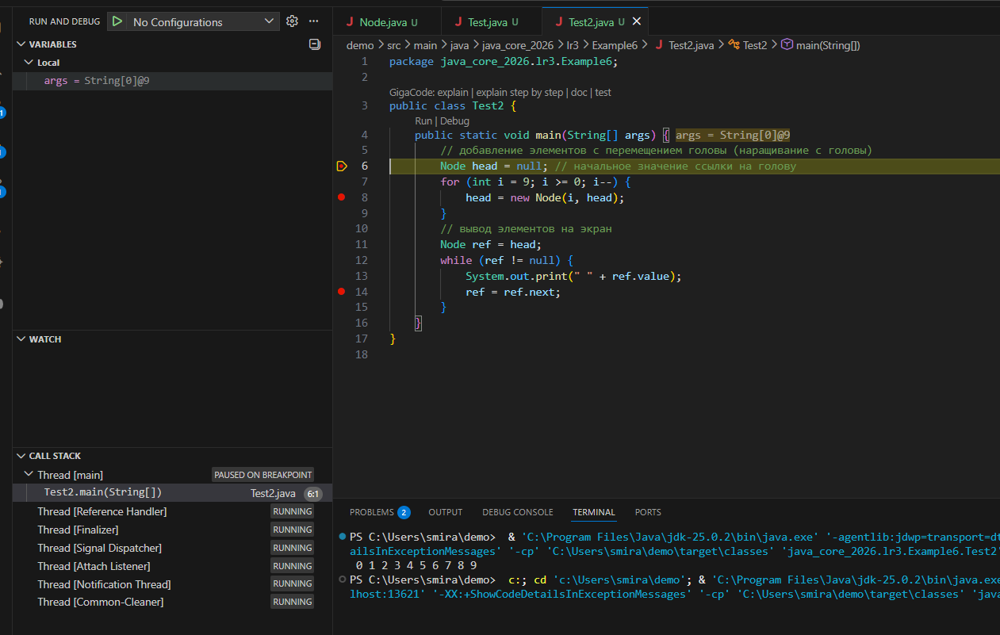 RUN AND DEBUG No Configurations ...
VARIABLES
Local
args = String[0]@9
WATCH
CALL STACK
Thread [main] PAUSED ON BREAKPOINT
Test2.main(String[]) Test2.java 6:1
Thread [Reference Handler] RUNNING
Thread [Finalizer] RUNNING
Thread [Signal Dispatcher] RUNNING
Thread [Attach Listener] RUNNING
Thread [Notification Thread] RUNNING
Thread [Common-Cleaner] RUNNING
J Node.java U J Test.java U J Test2.java U
demo > src > main > java > java_core_2026 > lr3 > Example6 > J Test2.java > Test2 > main(String[])
1 package java_core_2026.lr3.Example6;
2
GigaCode: explain | explain step by step | doc | test
3 public class Test2 {
Run | Debug
4 public static void main(String[] args) { args = String[0]@9
5 // добавление элементов с перемещением головы (наращивание с головы)
6 Node head = null; // начальное значение ссылки на голову
7 for (int i = 9; i >= 0; i--) {
8 head = new Node(i, head);
9 }
10 // вывод элементов на экран
11 Node ref = head;
12 while (ref != null) {
13 System.out.print(" " + ref.value);
14 ref = ref.next;
15 }
16 }
17 }
18
PROBLEMS 2 OUTPUT DEBUG CONSOLE TERMINAL PORTS
PS C:\Users\smira\demo> & 'C:\Program Files\Java\jdk-25.0.2\bin\java.exe' '-agentlib:jdwp=transport=dt
ailsInExceptionMessages' '-cp' 'C:\Users\smira\demo\target\classes' 'java_core_2026.lr3.Example6.Test2'
0 1 2 3 4 5 6 7 8 9
PS C:\Users\smira\demo> c:; cd 'c:\Users\smira\demo'; & 'C:\Program Files\Java\jdk-25.0.2\bin\java.exe
lhost:13621' '-XX:+ShowCodeDetailsInExceptionMessages' '-cp' 'C:\Users\smira\demo\target\classes' 'java